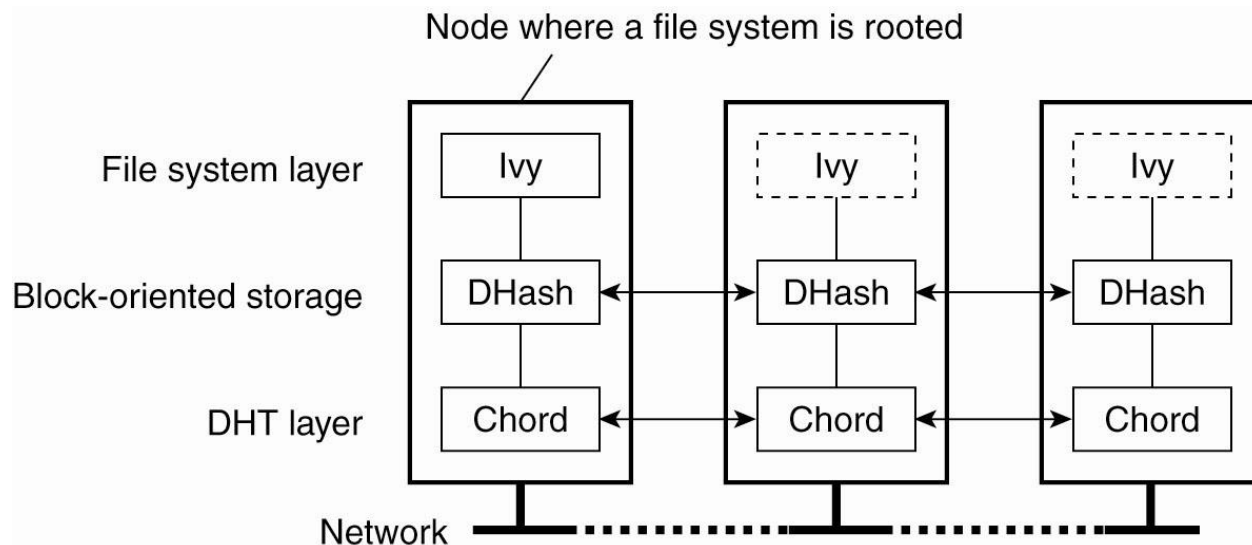 Node where a file system is rooted
File system layer
Ivy
Ivy
Ivy
Block-oriented storage
DHash
DHash
DHash
DHT layer
Chord
Chord
Chord
Network